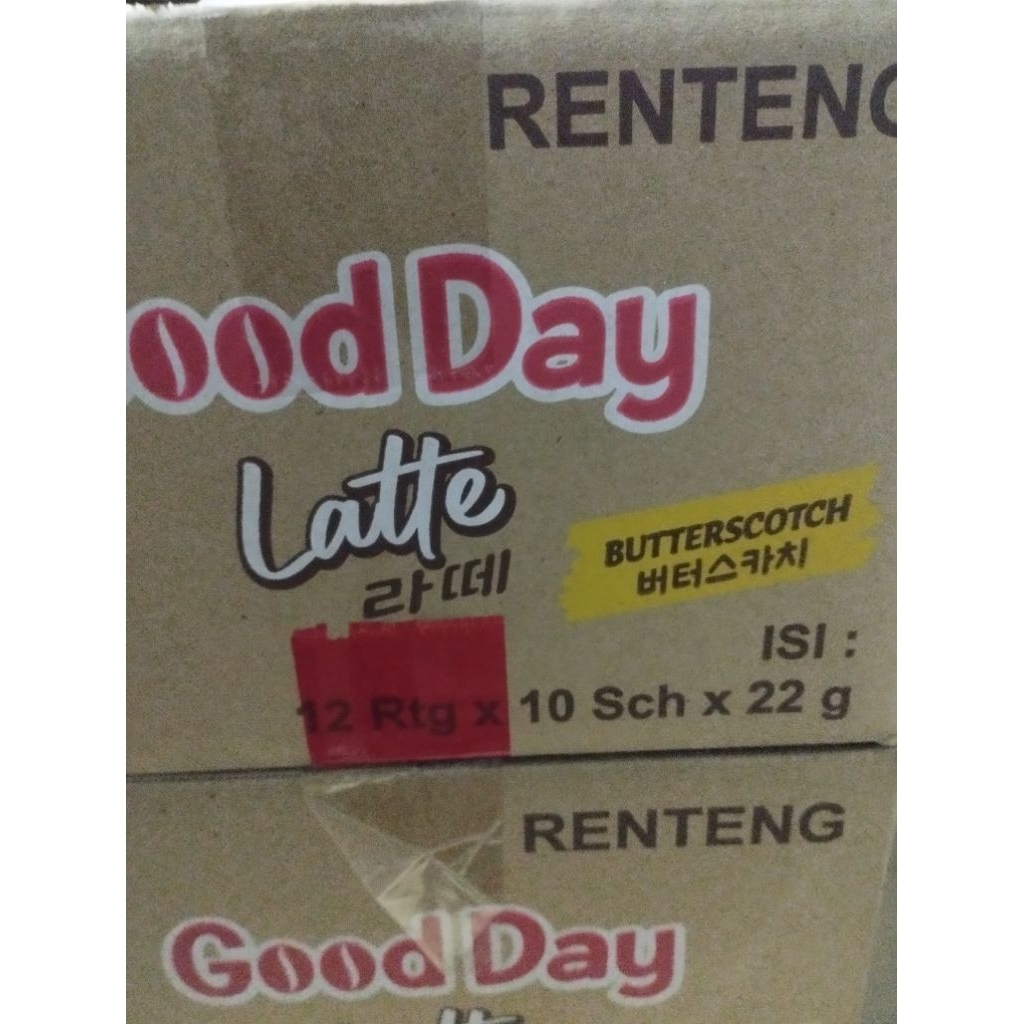 RENTENG
Good Day
Latte
라떼
BUTTERSCOTCH
버터스카치
ISI :
12 Rtg x 10 Sch x 22 g
RENTENG
Good Day